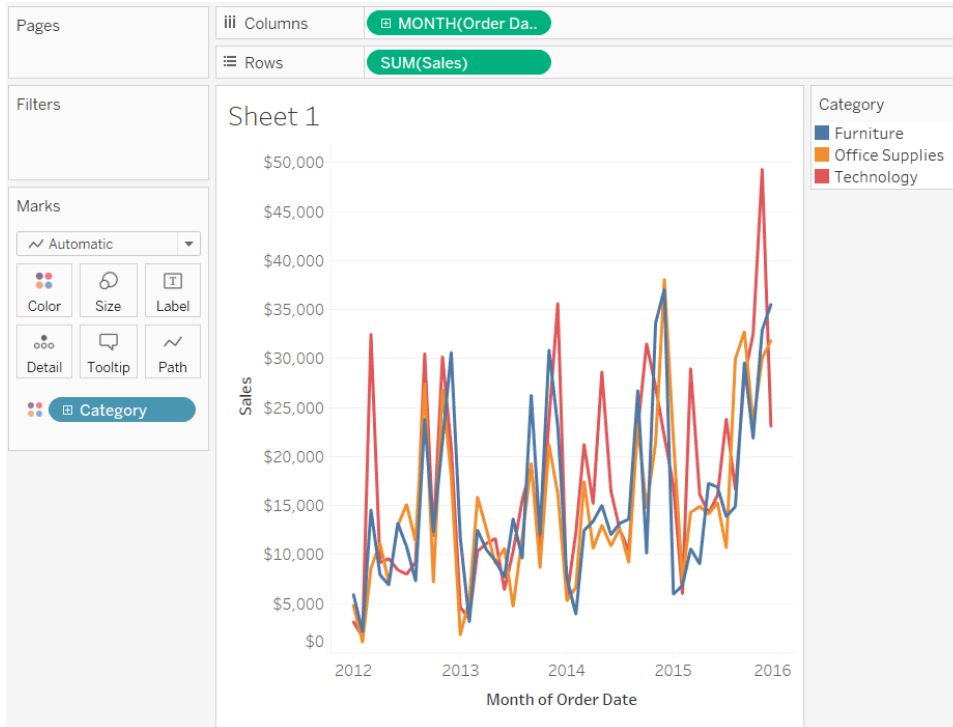 Pages
Columns
MONTH(Order Da..
Rows
SUM(Sales)
Filters
Marks
Automatic
Color
Size
T
Label
Detail
Tooltip
Path
Category
Sheet 1
$50,000
$45,000
$40,000
$35,000
$30,000
$25,000
$20,000
$15,000
$10,000
$5,000
$0
Sales
2012
2013
2014
2015
2016
Month of Order Date
Category
Furniture
Office Supplies
Technology